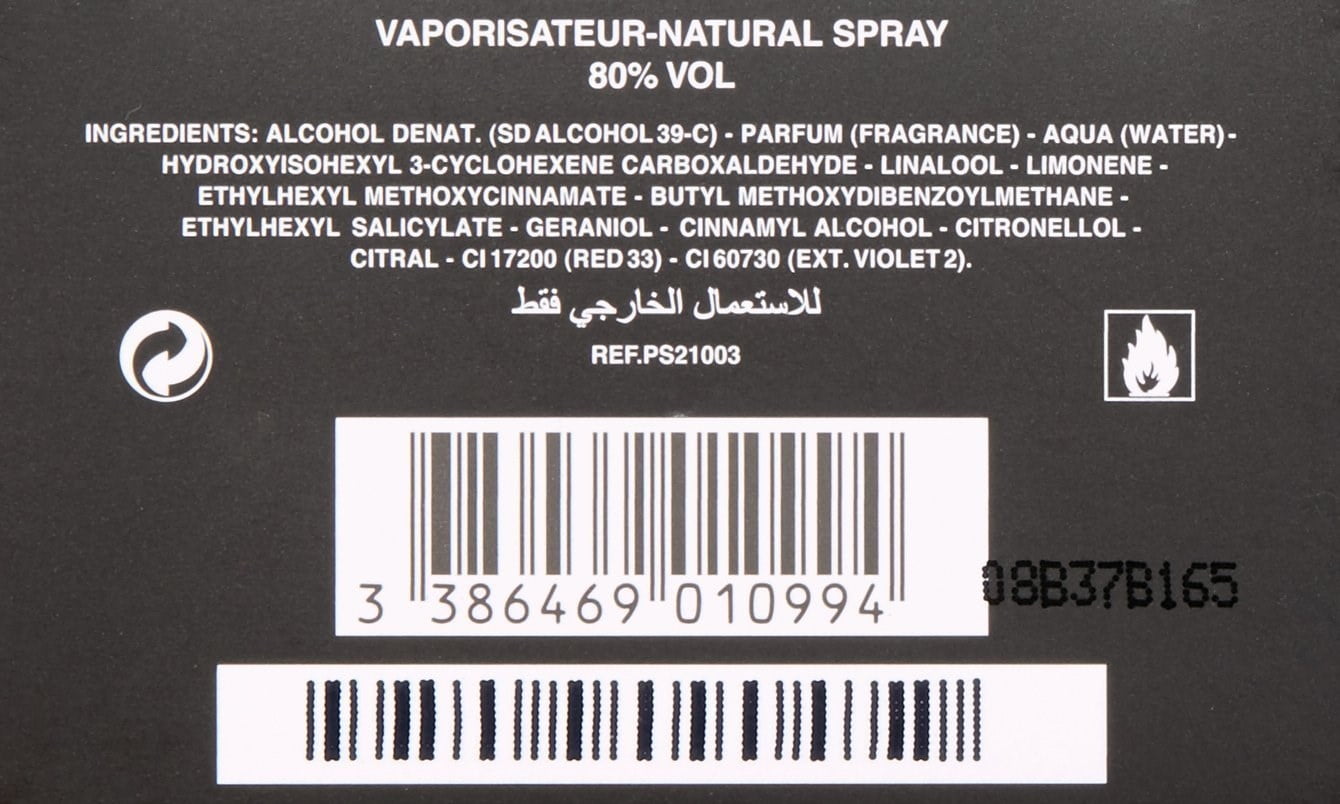 VAPORISATEUR-NATURAL SPRAY
80% VOL
INGREDIENTS: ALCOHOL DENAT. (SD ALCOHOL 39-C) - PARFUM (FRAGRANCE) - AQUA (WATER) -
HYDROXYISOHEXYL 3-CYCLOHEXENE CARBOXALDEHYDE - LINALOOL - LIMONENE -
ETHYLHEXYL METHOXYCINNAMATE - BUTYL METHOXYDIBENZOYLMETHANE -
ETHYLHEXYL SALICYLATE - GERANIOL - CINNAMYL ALCOHOL - CITRONELLOL -
CITRAL - CI 17200 (RED 33) - CI 60730 (EXT. VIOLET 2).
للاستعمال الخارجي فقط
REF.PS21003
08B37B165
3 386469 010994